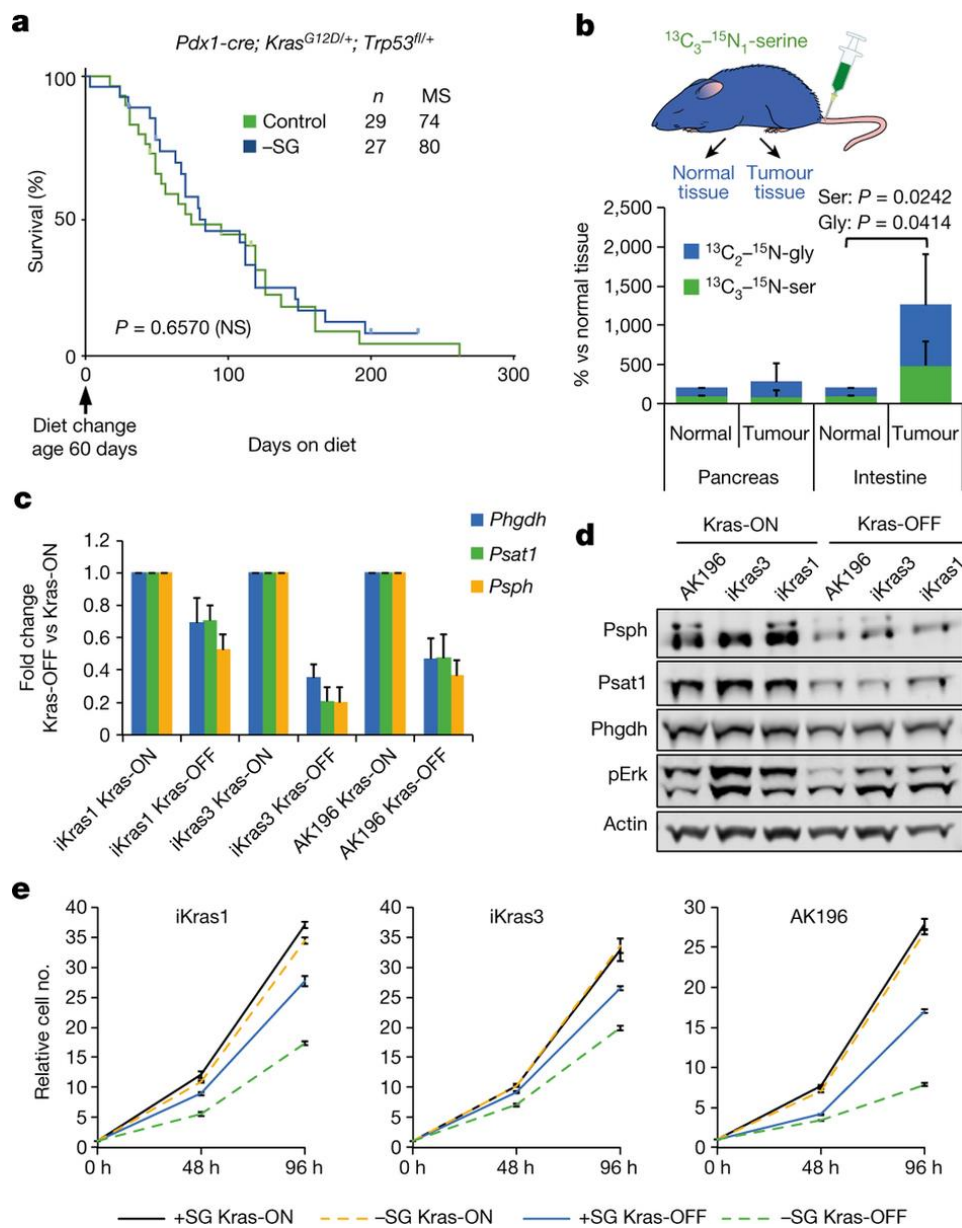 a
Pdx1-cre; Kras^G12D/+; Trp53^fl/+
n MS
Control 29 74
–SG 27 80
Survival (%)
100
50
0
P = 0.6570 (NS)
0 100 200 300
Diet change
age 60 days
Days on diet
b
¹³C₃–¹⁵N₁-serine
Normal
tissue
Tumour
tissue
Ser: P = 0.0242
Gly: P = 0.0414
% vs normal tissue
2,500
2,000
1,500
1,000
500
0
¹³C₂–¹⁵N-gly
¹³C₃–¹⁵N-ser
Normal Tumour Normal Tumour
Pancreas Intestine
c
Phgdh
Psat1
Psph
Fold change
Kras-OFF vs Kras-ON
1.2
1.0
0.8
0.6
0.4
0.2
0
iKras1 Kras-ON
iKras1 Kras-OFF
iKras3 Kras-ON
iKras3 Kras-OFF
AK196 Kras-ON
AK196 Kras-OFF
d
Kras-ON Kras-OFF
AK196 iKras3 iKras1 AK196 iKras3 iKras1
Psph
Psat1
Phgdh
pErk
Actin
e
Relative cell no.
iKras1
40
35
30
25
20
15
10
5
0
0 h 48 h 96 h
iKras3
40
35
30
25
20
15
10
5
0
0 h 48 h 96 h
AK196
30
25
20
15
10
5
0
0 h 48 h 96 h
+SG Kras-ON –SG Kras-ON +SG Kras-OFF –SG Kras-OFF